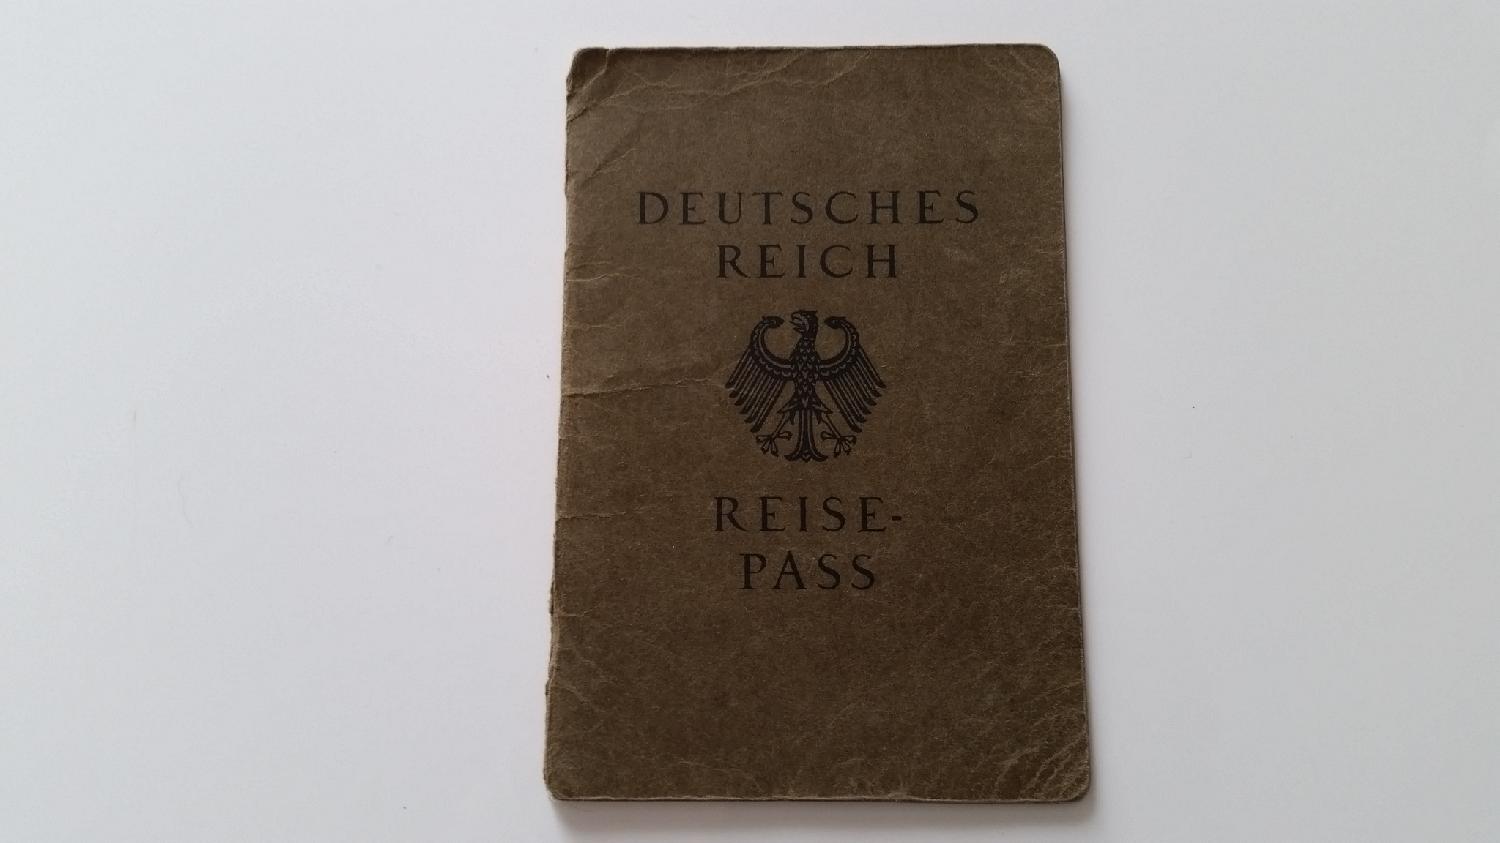 DEUTSCHES
REICH
REISE-
PASS